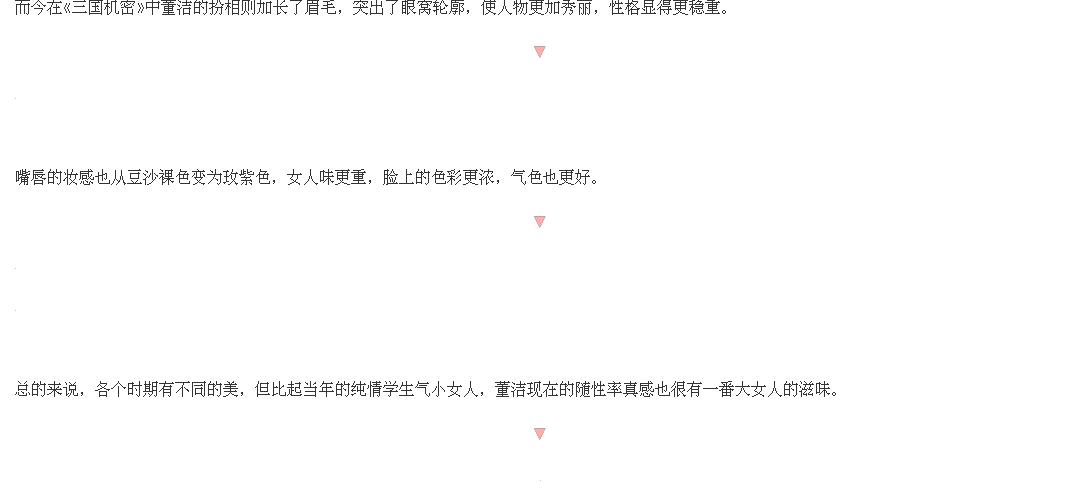 而今在《三国机密》中董洁的扮相则加长了眉毛，突出了眼窝轮廓，使人物更加秀丽，性格显得更稳重。
嘴唇的妆感也从豆沙裸色变为玫紫色，女人味更重，脸上的色彩更浓，气色也更好。
总的来说，各个时期有不同的美，但比起当年的纯情学生气小女人，董洁现在的随性率真感也很有一番大女人的滋味。